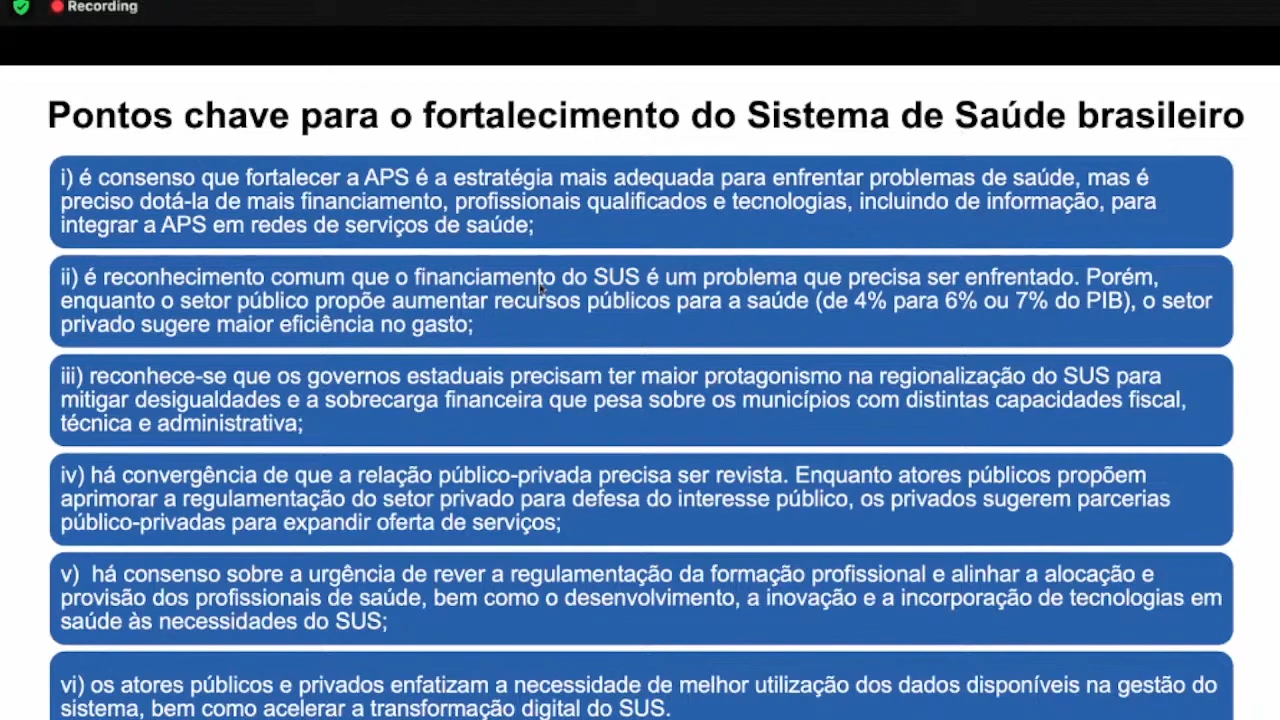 Recording
Pontos chave para o fortalecimento do Sistema de Saúde brasileiro
i) é consenso que fortalecer a APS é a estratégia mais adequada para enfrentar problemas de saúde, mas é
preciso dotá-la de mais financiamento, profissionais qualificados e tecnologias, incluindo de informação, para
integrar a APS em redes de serviços de saúde;
ii) é reconhecimento comum que o financiamento do SUS é um problema que precisa ser enfrentado. Porém,
enquanto o setor público propõe aumentar recursos públicos para a saúde (de 4% para 6% ou 7% do PIB), o setor
privado sugere maior eficiência no gasto;
iii) reconhece-se que os governos estaduais precisam ter maior protagonismo na regionalização do SUS para
mitigar desigualdades e a sobrecarga financeira que pesa sobre os municípios com distintas capacidades fiscal,
técnica e administrativa;
iv) há convergência de que a relação público-privada precisa ser revista. Enquanto atores públicos propõem
aprimorar a regulamentação do setor privado para defesa do interesse público, os privados sugerem parcerias
público-privadas para expandir oferta de serviços;
v) há consenso sobre a urgência de rever a regulamentação da formação profissional e alinhar a alocação e
provisão dos profissionais de saúde, bem como o desenvolvimento, a inovação e a incorporação de tecnologias em
saúde às necessidades do SUS;
vi) os atores públicos e privados enfatizam a necessidade de melhor utilização dos dados disponíveis na gestão do
sistema, bem como acelerar a transformação digital do SUS.